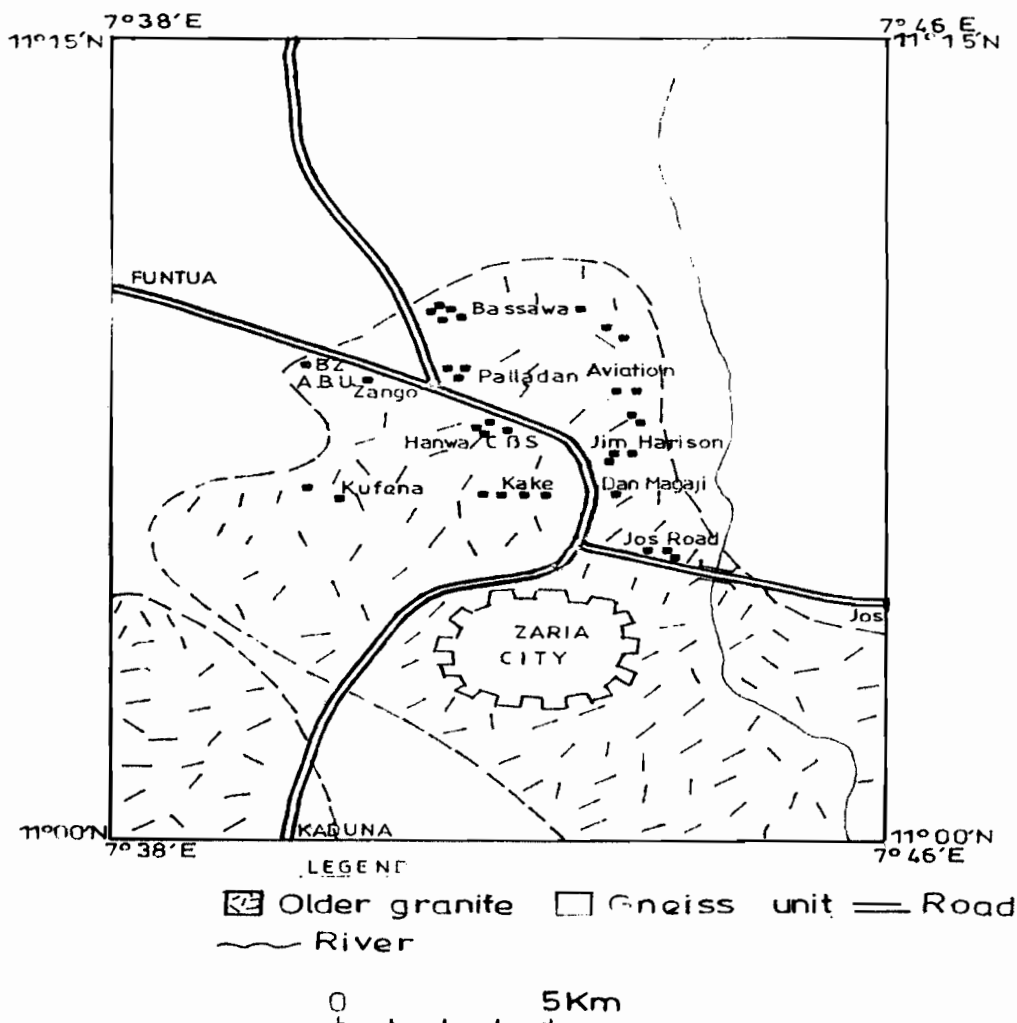 7°38'E 7°46 E
11°15'N 11°15'N
FUNTUA
Bassawa
BZ
A.B.U. Zango Palladan Aviation
Hanwa C B S Jim Harison
Kufena Kake Dan Magaji
Jos Road
Jos
ZARIA
CITY
KADUNA
11°00'N 11°00'N
7°38'E 7°46'E
LEGEND
Older granite Gneiss unit Road
River
0 5Km